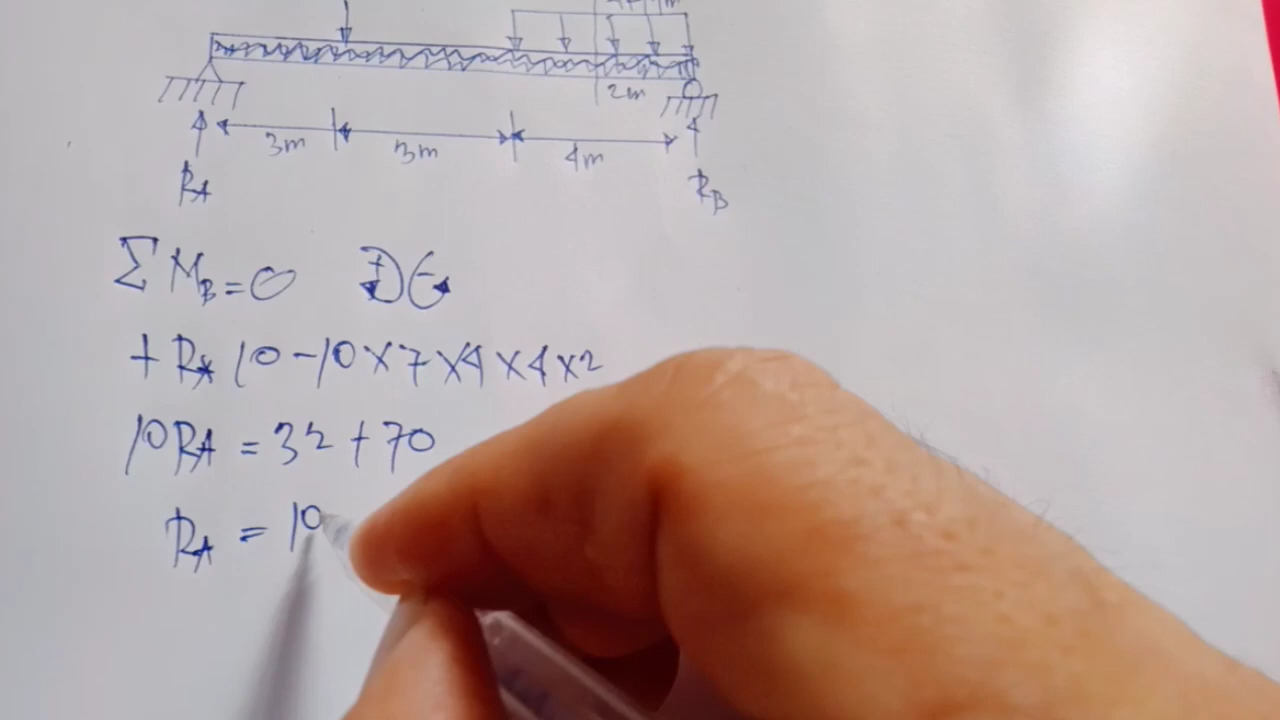 2m
3m 3m 4m
RA RB
ΣMB=0
+RA 10-10×7×4×4×2
10RA = 32+70
RA = 10